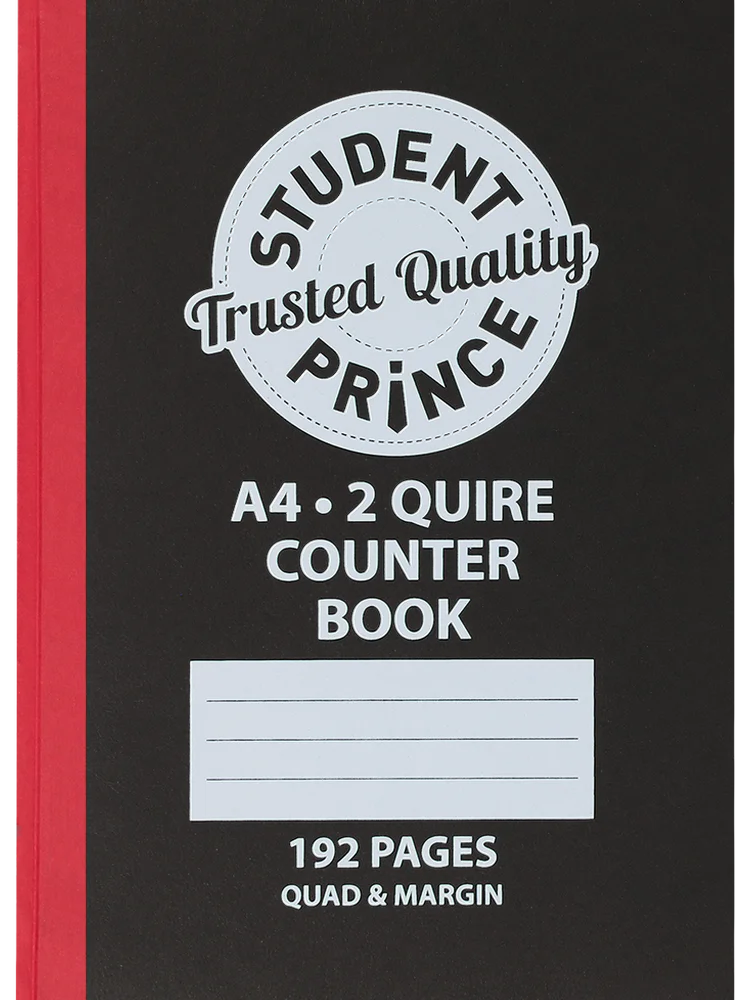 STUDENT
Trusted Quality
PRiNCE
A4 • 2 QUIRE
COUNTER
BOOK
192 PAGES
QUAD & MARGIN